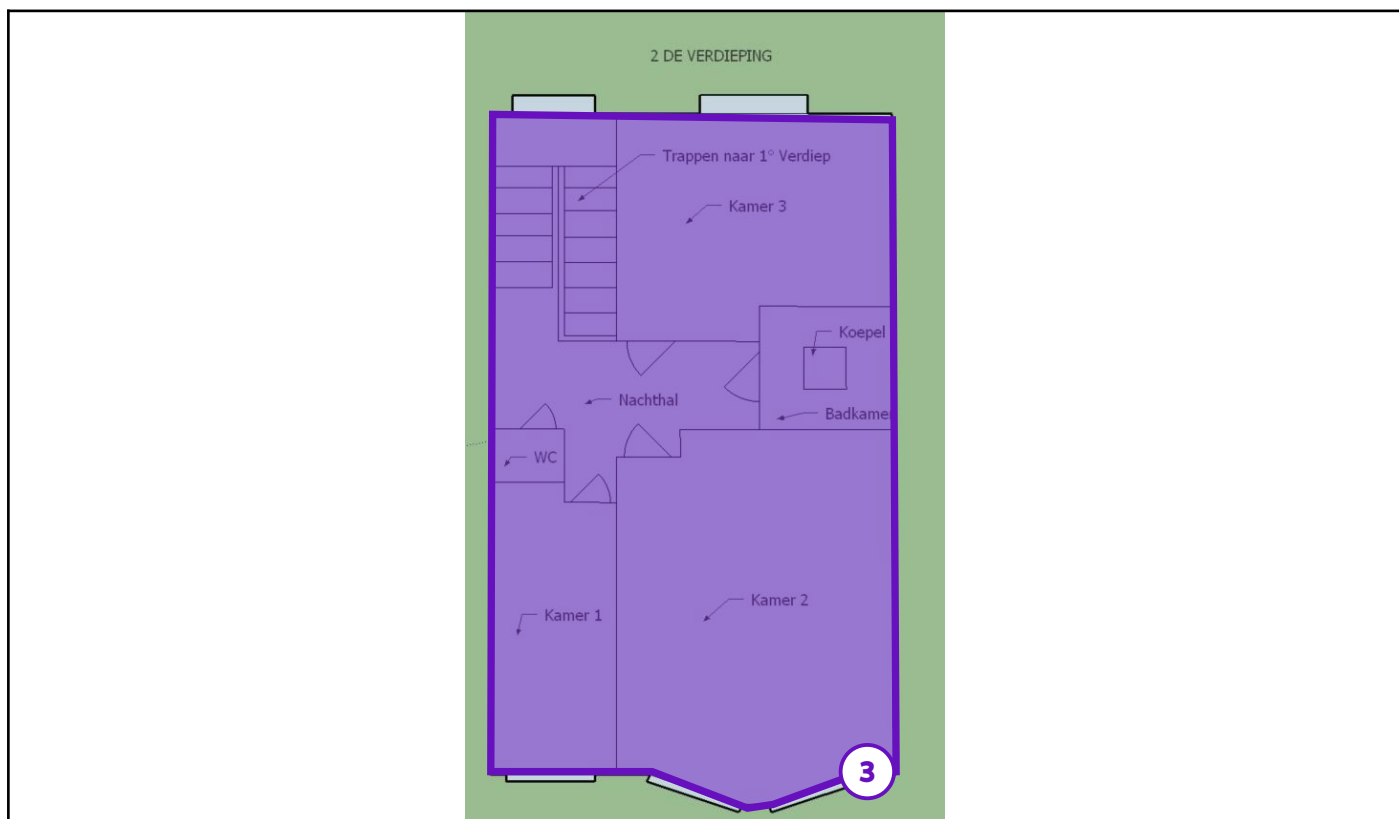 2 DE VERDIEPING
Trappen naar 1° Verdiep
Kamer 3
Koepel
Nachthal
Badkamer
WC
Kamer 1
Kamer 2
3